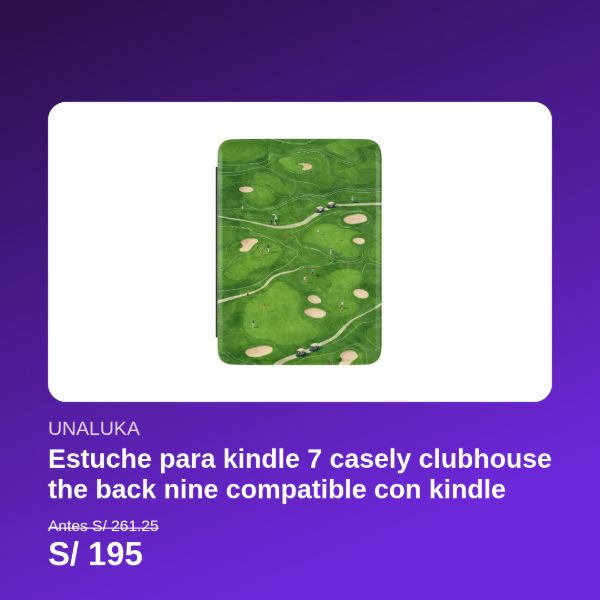 UNALUKA
Estuche para kindle 7 casely clubhouse
the back nine compatible con kindle
Antes S/ 261.25
S/ 195